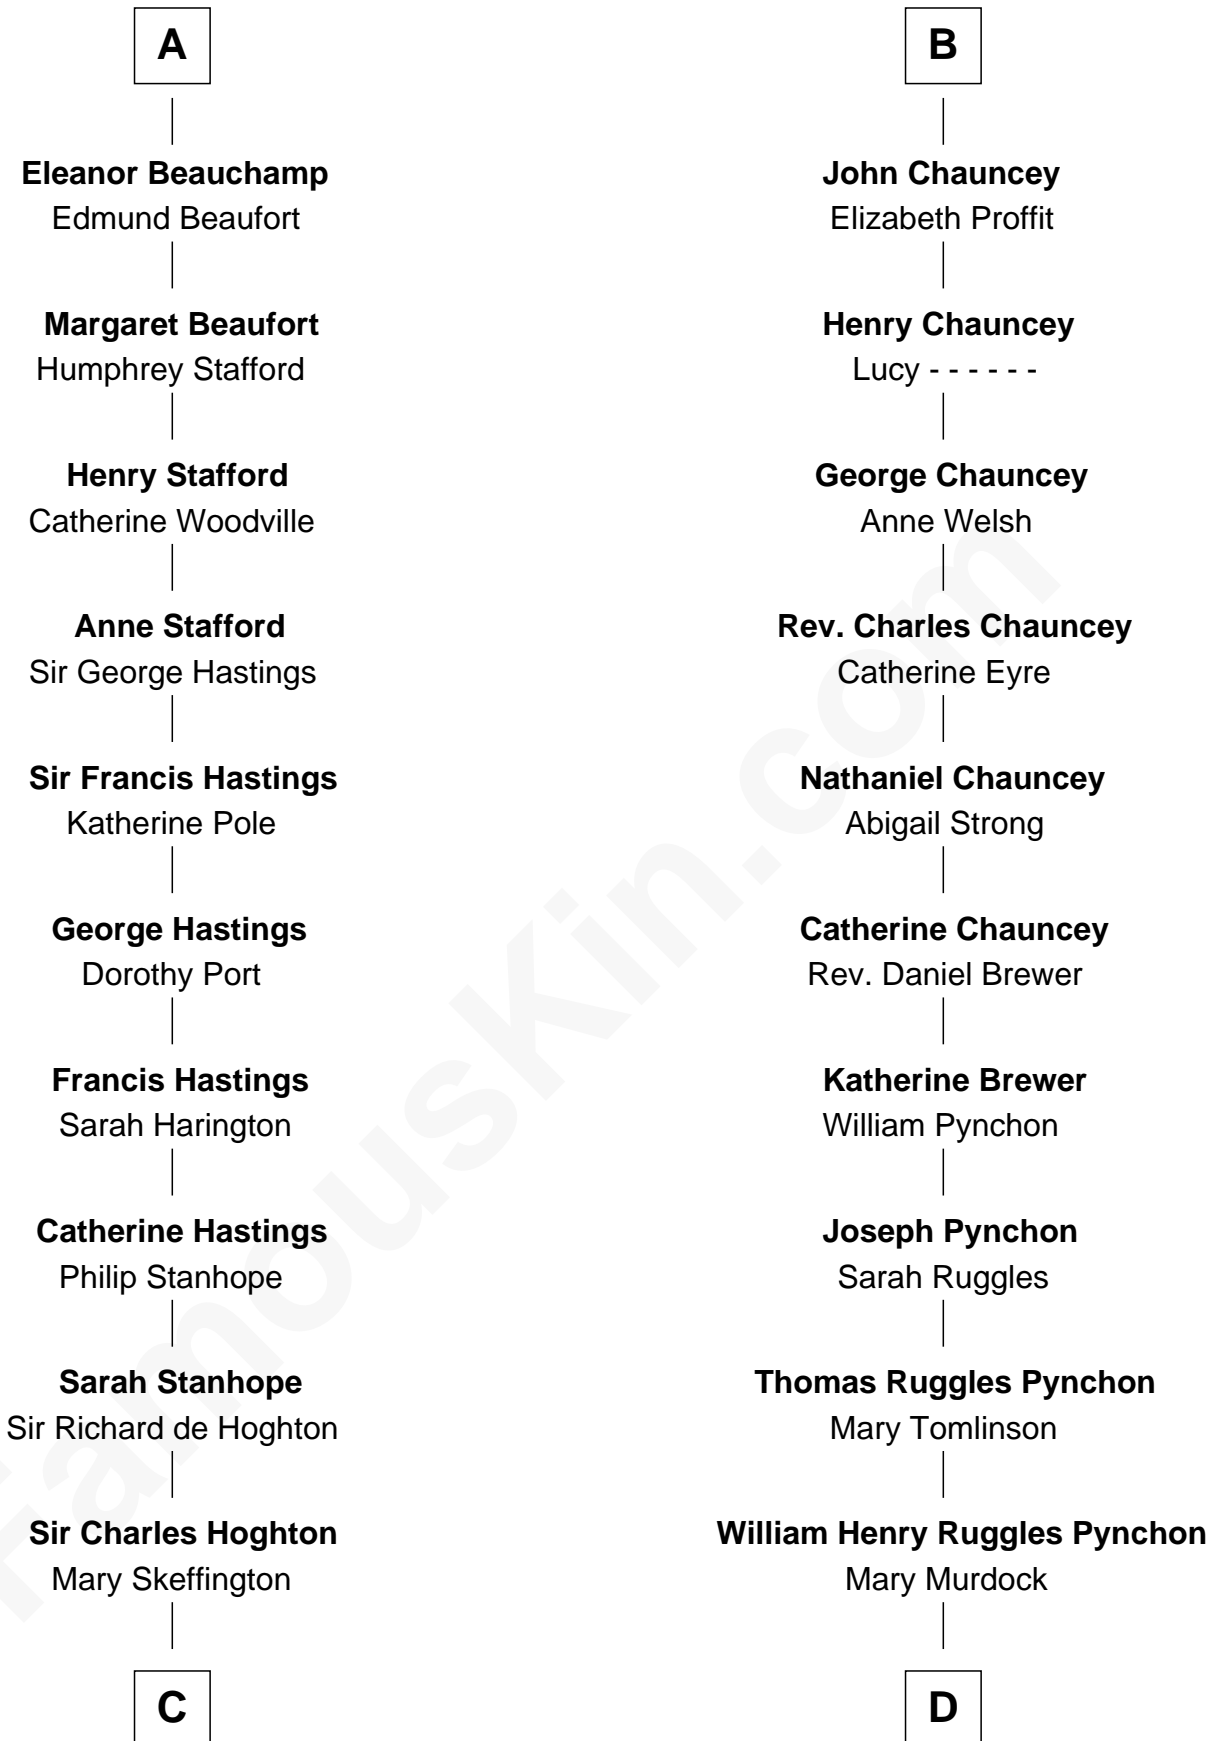 A
Eleanor Beauchamp
Edmund Beaufort
Margaret Beaufort
Humphrey Stafford
Henry Stafford
Catherine Woodville
Anne Stafford
Sir George Hastings
Sir Francis Hastings
Katherine Pole
George Hastings
Dorothy Port
Francis Hastings
Sarah Harington
Catherine Hastings
Philip Stanhope
Sarah Stanhope
Sir Richard de Hoghton
Sir Charles Hoghton
Mary Skeffington
C
B
John Chauncey
Elizabeth Proffit
Henry Chauncey
Lucy - - - - - -
George Chauncey
Anne Welsh
Rev. Charles Chauncey
Catherine Eyre
Nathaniel Chauncey
Abigail Strong
Catherine Chauncey
Rev. Daniel Brewer
Katherine Brewer
William Pynchon
Joseph Pynchon
Sarah Ruggles
Thomas Ruggles Pynchon
Mary Tomlinson
William Henry Ruggles Pynchon
Mary Murdock
D
FamousKin.com